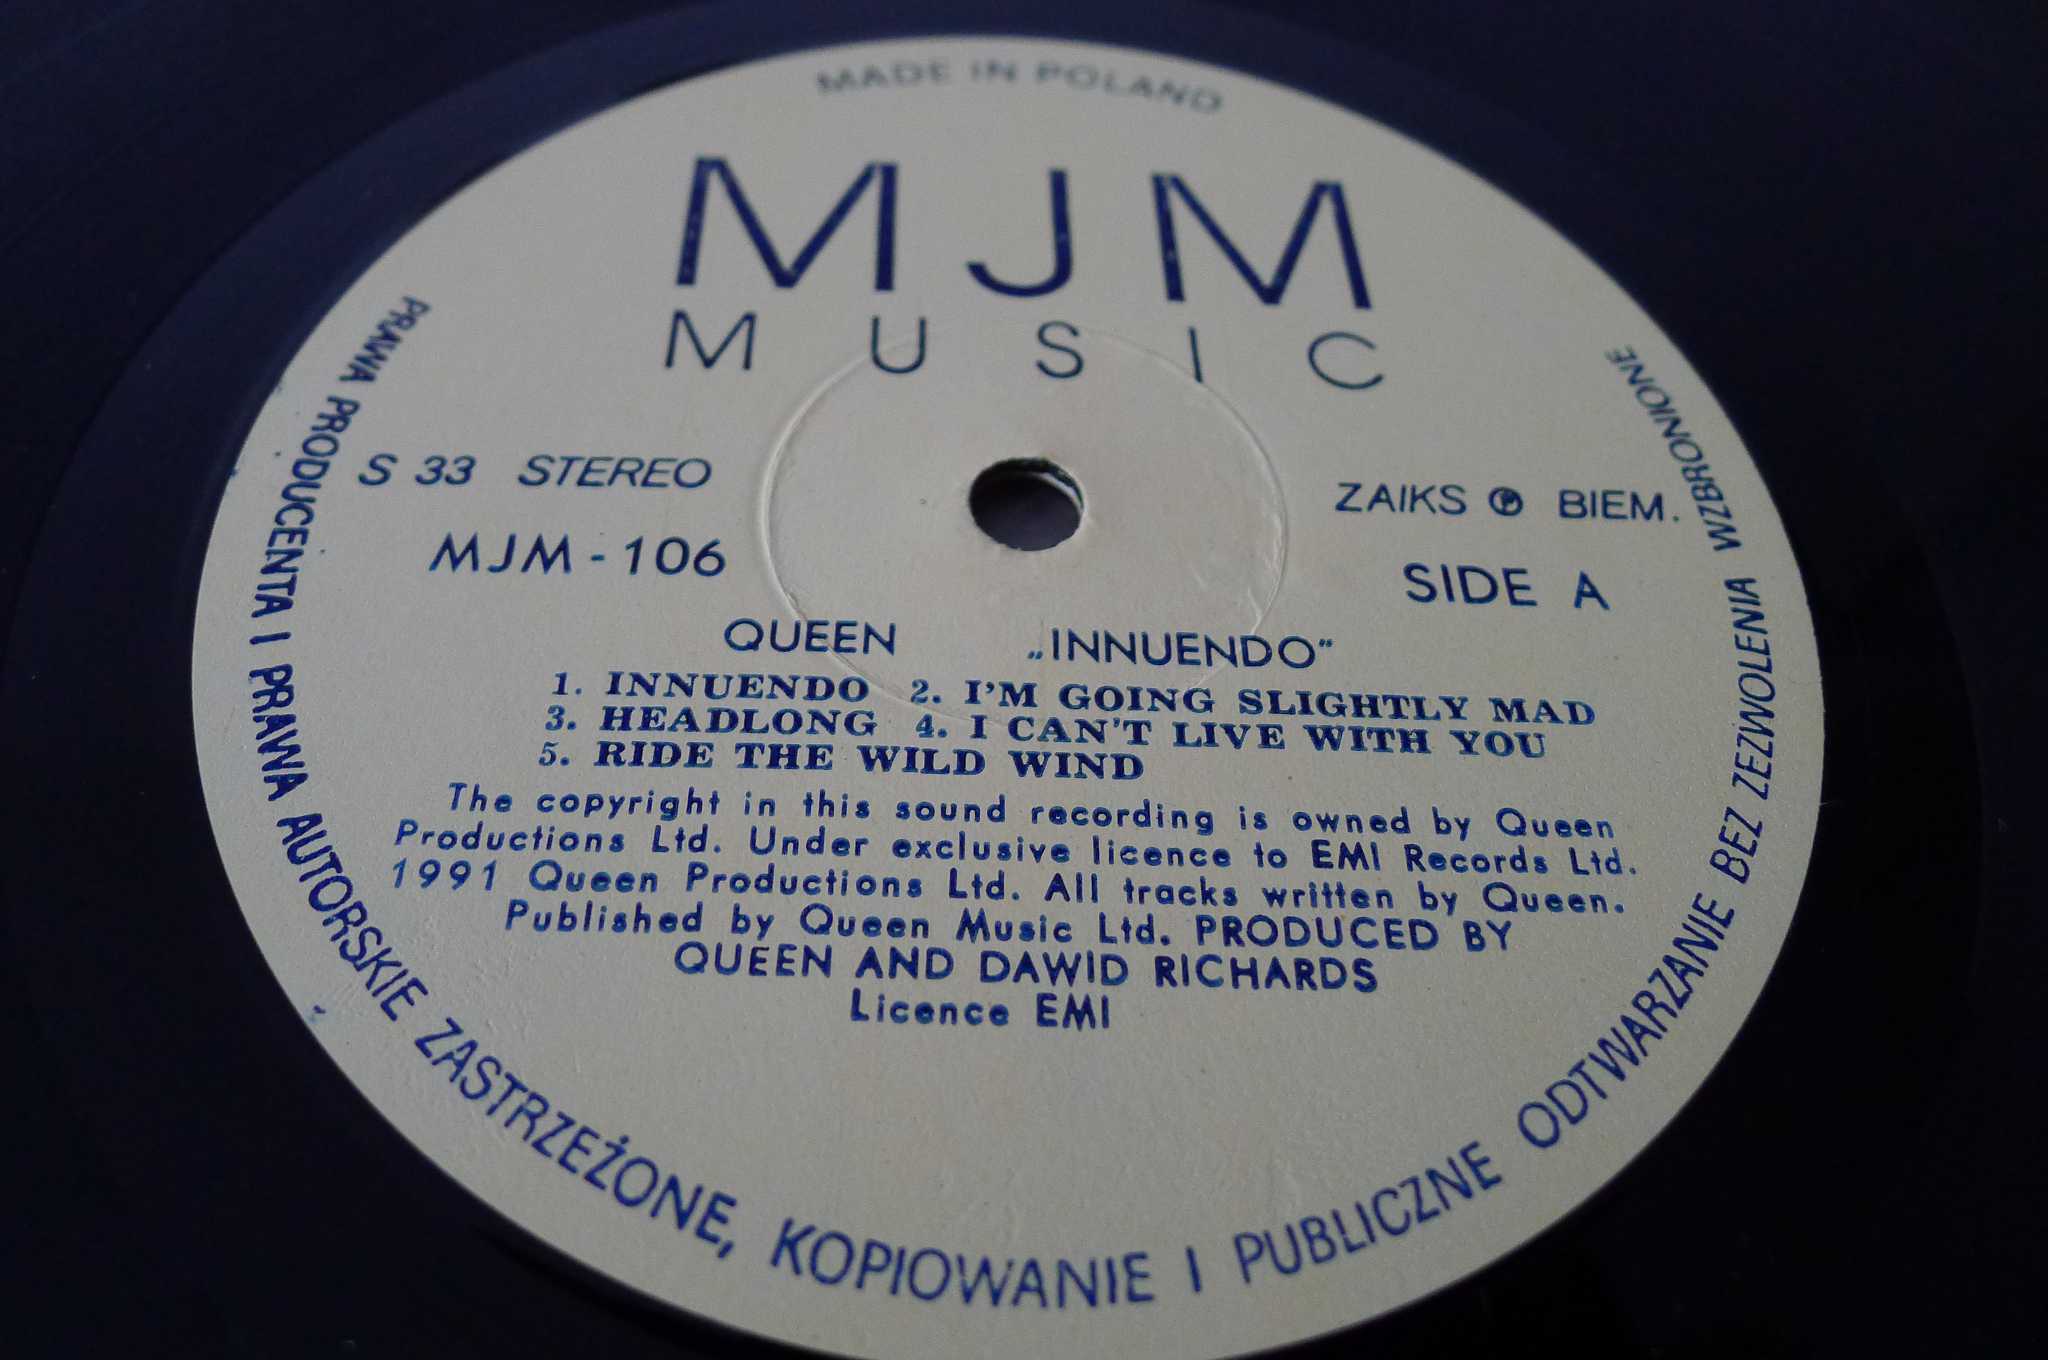 MADE IN POLAND
MJM
MUSIC
S 33 STEREO
ZAIKS ℗ BIEM.
MJM - 106
SIDE A
QUEEN „INNUENDO”
1. INNUENDO 2. I'M GOING SLIGHTLY MAD
3. HEADLONG 4. I CAN'T LIVE WITH YOU
5. RIDE THE WILD WIND
The copyright in this sound recording is owned by Queen
Productions Ltd. Under exclusive licence to EMI Records Ltd.
1991 Queen Productions Ltd. All tracks written by Queen.
Published by Queen Music Ltd. PRODUCED BY
QUEEN AND DAWID RICHARDS
Licence EMI
PRAWA PRODUCENTA I PRAWA AUTORSKIE ZASTRZEŻONE, KOPIOWANIE I PUBLICZNE ODTWARZANIE BEZ ZEZWOLENIA WZBRONIONE